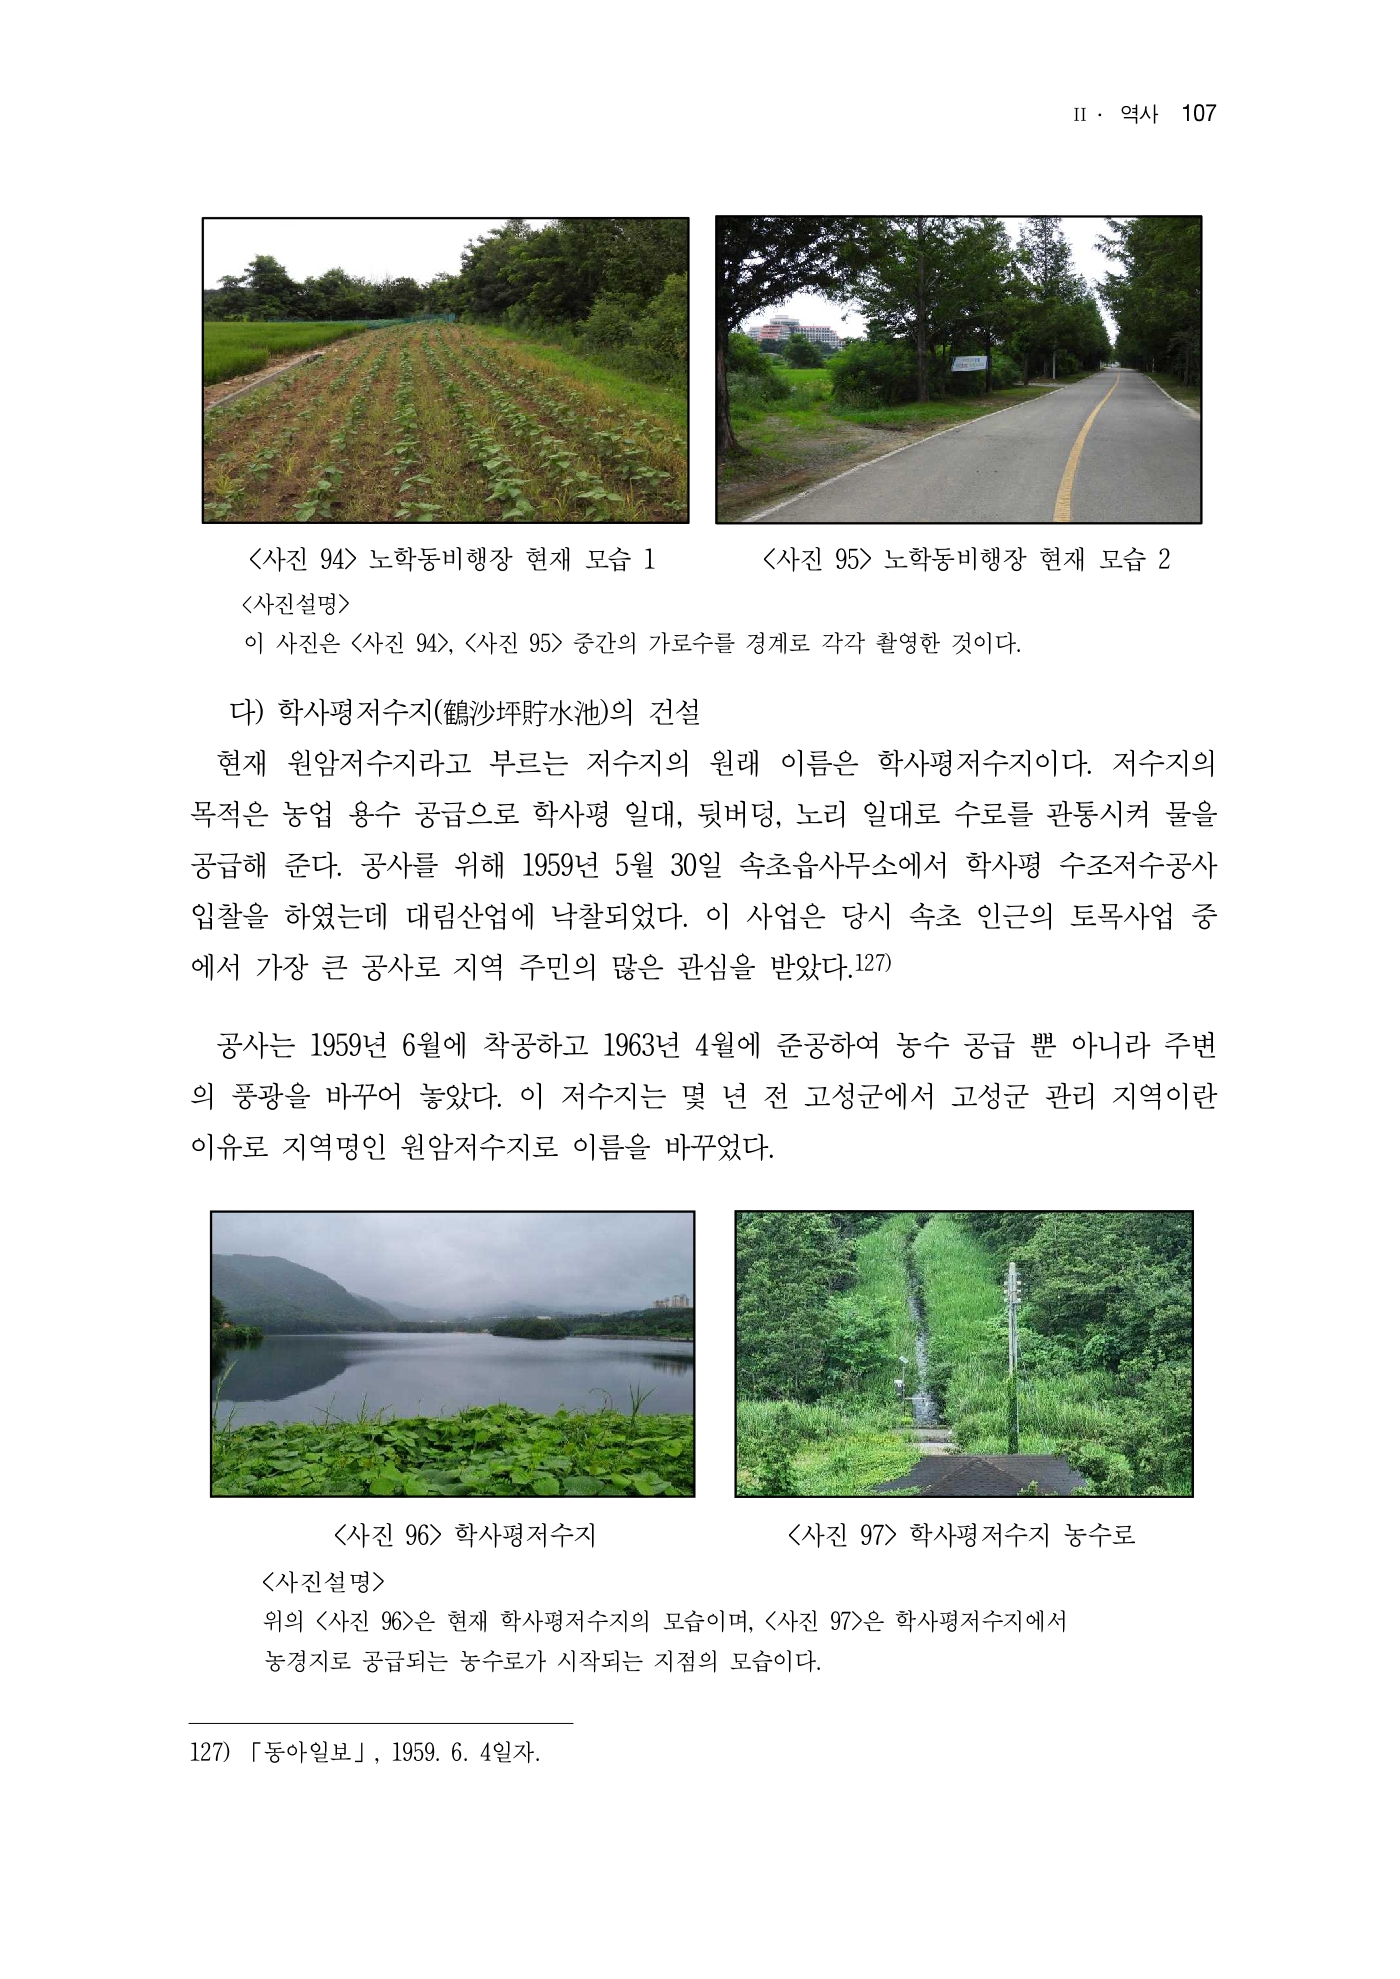 II · 역사 107
<사진 94> 노학동비행장 현재 모습 1
<사진 95> 노학동비행장 현재 모습 2
<사진설명>
이 사진은 <사진 94>, <사진 95> 중간의 가로수를 경계로 각각 촬영한 것이다.
다) 학사평저수지(鶴沙坪貯水池)의 건설
현재 원암저수지라고 부르는 저수지의 원래 이름은 학사평저수지이다. 저수지의
목적은 농업 용수 공급으로 학사평 일대, 뒷버덩, 노리 일대로 수로를 관통시켜 물을
공급해 준다. 공사를 위해 1959년 5월 30일 속초읍사무소에서 학사평 수조저수공사
입찰을 하였는데 대림산업에 낙찰되었다. 이 사업은 당시 속초 인근의 토목사업 중
에서 가장 큰 공사로 지역 주민의 많은 관심을 받았다.127)
공사는 1959년 6월에 착공하고 1963년 4월에 준공하여 농수 공급 뿐 아니라 주변
의 풍광을 바꾸어 놓았다. 이 저수지는 몇 년 전 고성군에서 고성군 관리 지역이란
이유로 지역명인 원암저수지로 이름을 바꾸었다.
<사진 96> 학사평저수지
<사진 97> 학사평저수지 농수로
<사진설명>
위의 <사진 96>은 현재 학사평저수지의 모습이며, <사진 97>은 학사평저수지에서
농경지로 공급되는 농수로가 시작되는 지점의 모습이다.
127) 「동아일보」, 1959. 6. 4일자.